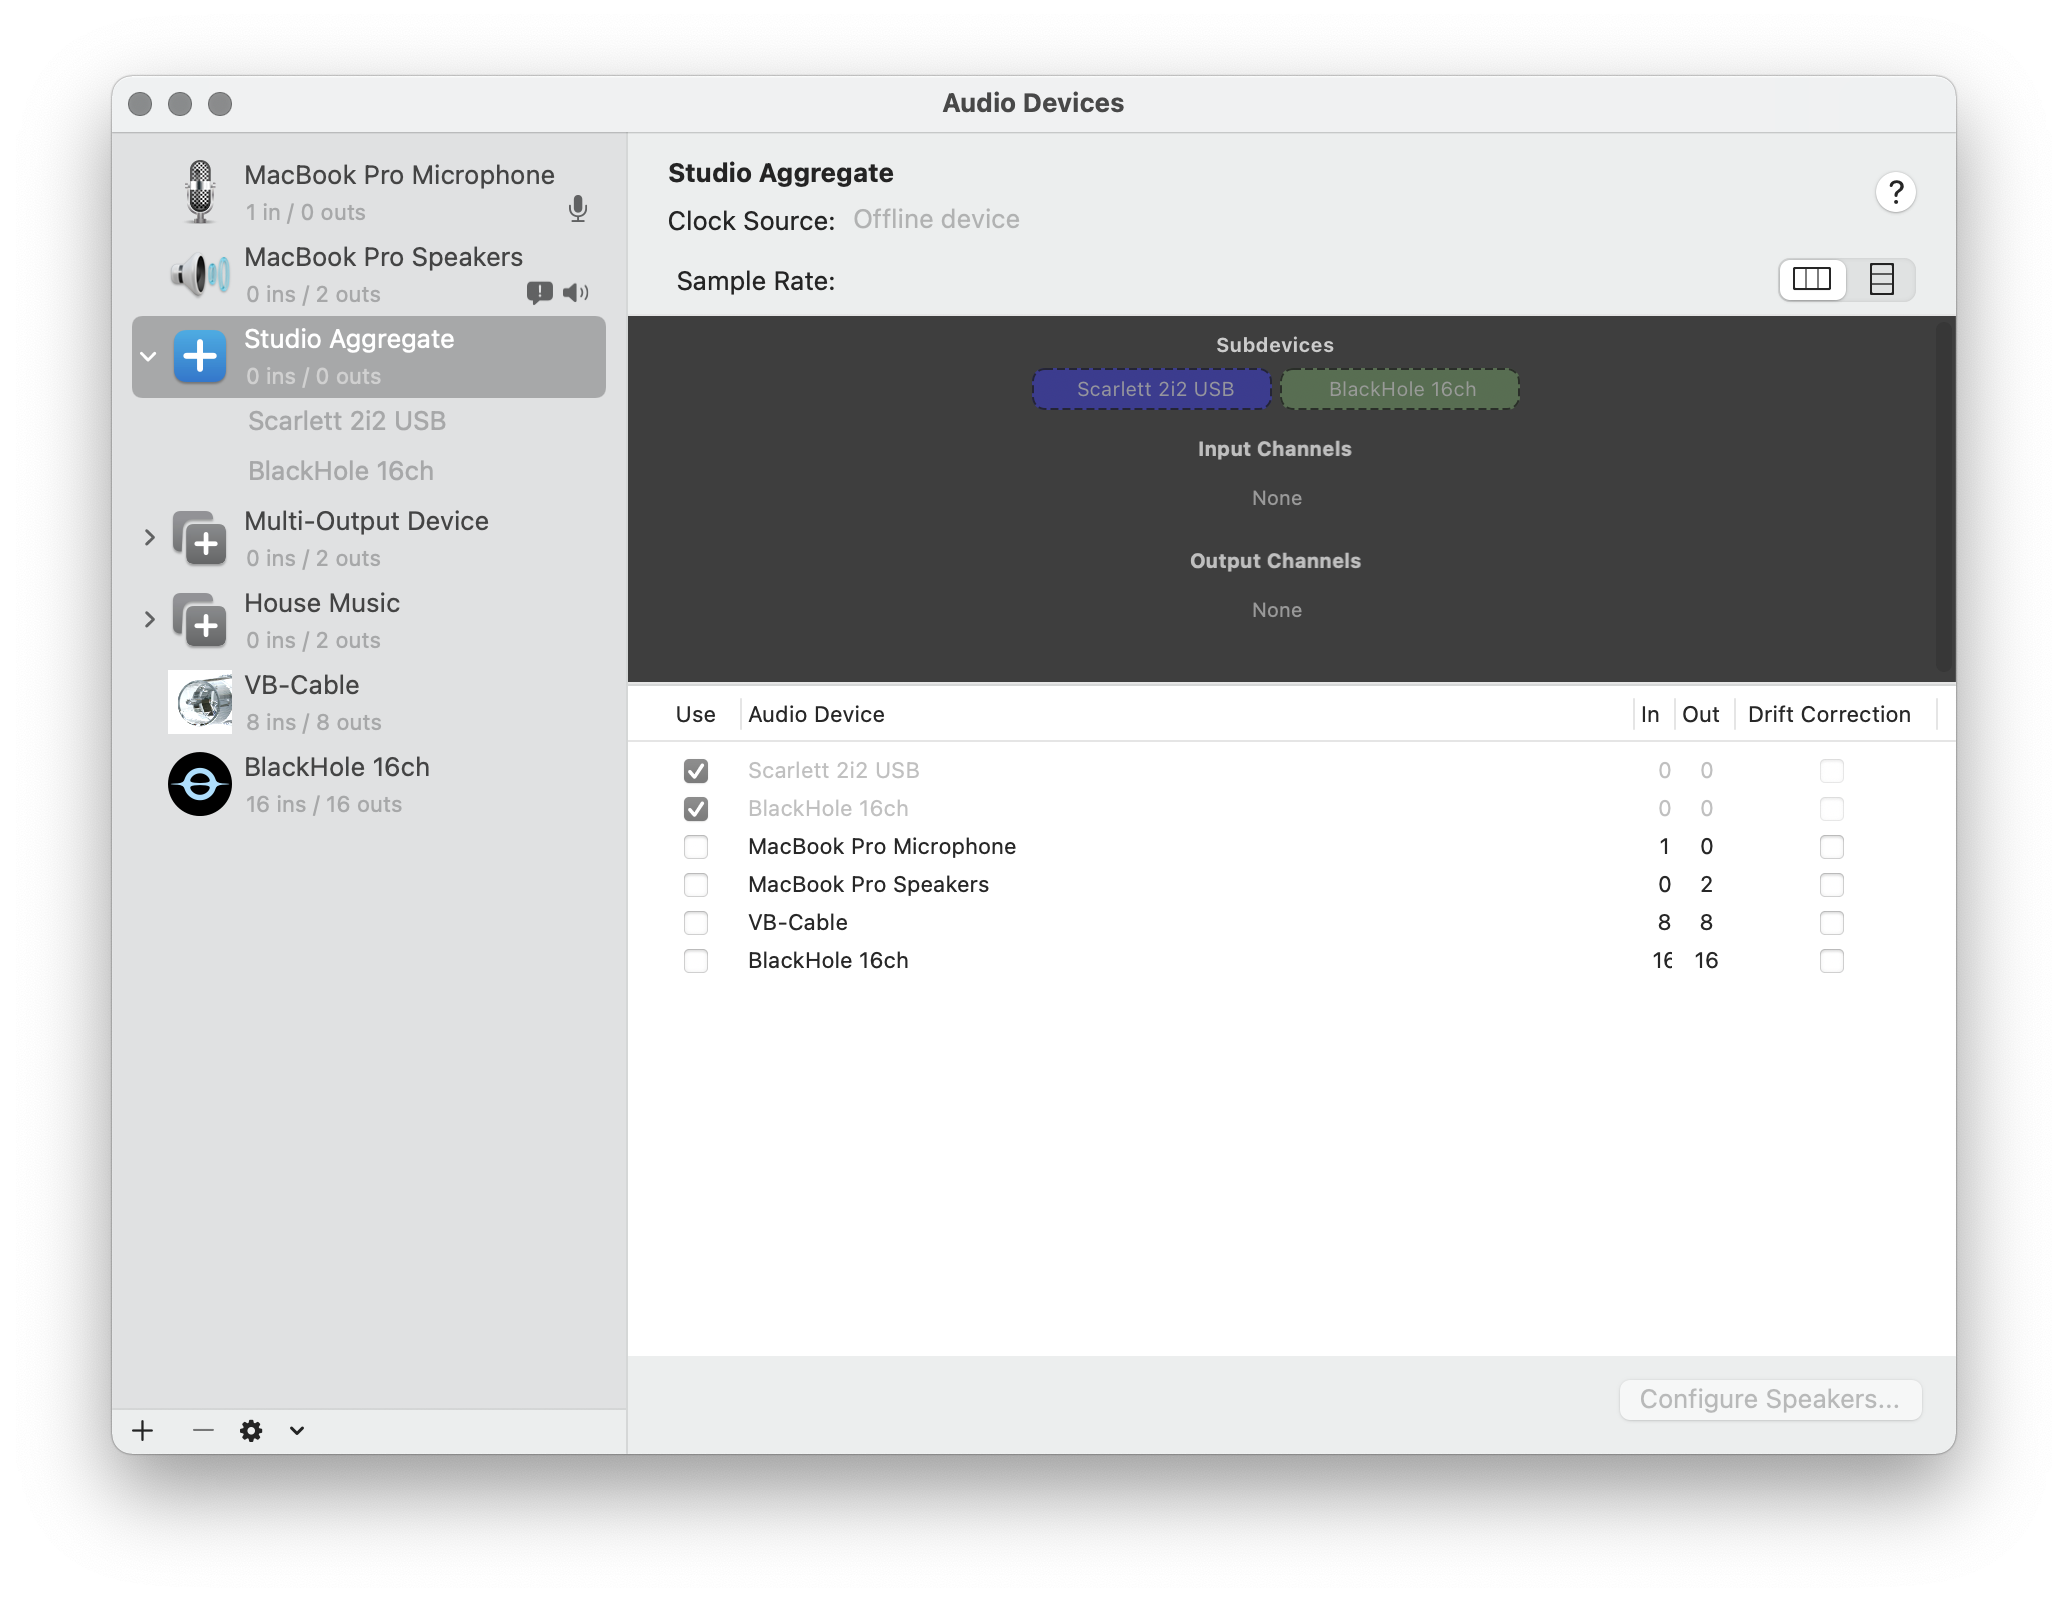 Audio Devices
MacBook Pro Microphone
1 in / 0 outs
MacBook Pro Speakers
0 ins / 2 outs
Studio Aggregate
0 ins / 0 outs
Scarlett 2i2 USB
BlackHole 16ch
Multi-Output Device
0 ins / 2 outs
House Music
0 ins / 2 outs
VB-Cable
8 ins / 8 outs
BlackHole 16ch
16 ins / 16 outs
Studio Aggregate
?
Clock Source: Offline device
Sample Rate:
Subdevices
Scarlett 2i2 USB BlackHole 16ch
Input Channels
None
Output Channels
None
Use Audio Device In Out Drift Correction
Scarlett 2i2 USB 0 0
BlackHole 16ch 0 0
MacBook Pro Microphone 1 0
MacBook Pro Speakers 0 2
VB-Cable 8 8
BlackHole 16ch 16 16
Configure Speakers...